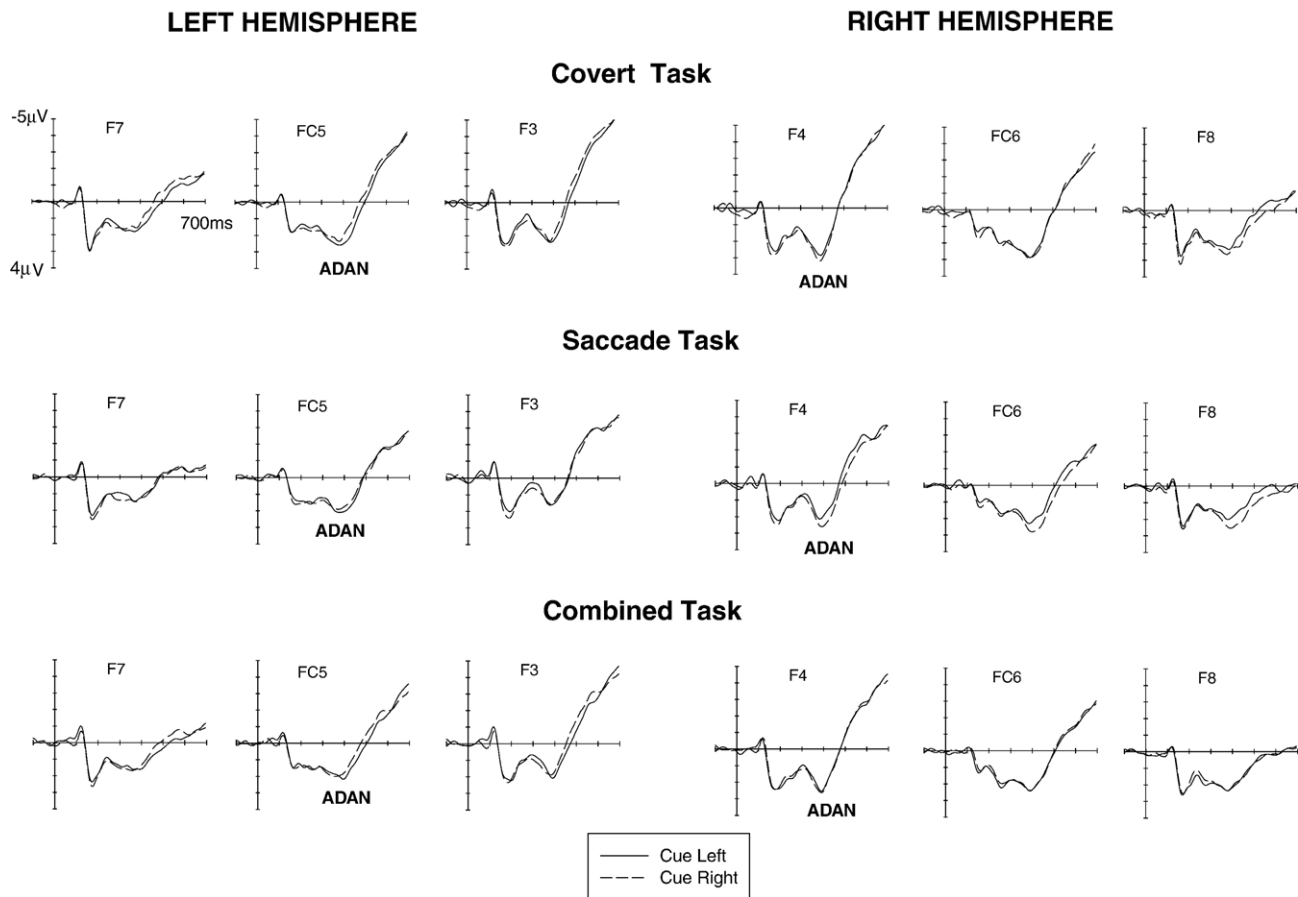 LEFT HEMISPHERE RIGHT HEMISPHERE
Covert Task
-5μV F7 FC5 F3 F4 FC6 F8
700ms
4μV ADAN ADAN
Saccade Task
F7 FC5 F3 F4 FC6 F8
ADAN ADAN
Combined Task
F7 FC5 F3 F4 FC6 F8
ADAN ADAN
Cue Left
Cue Right